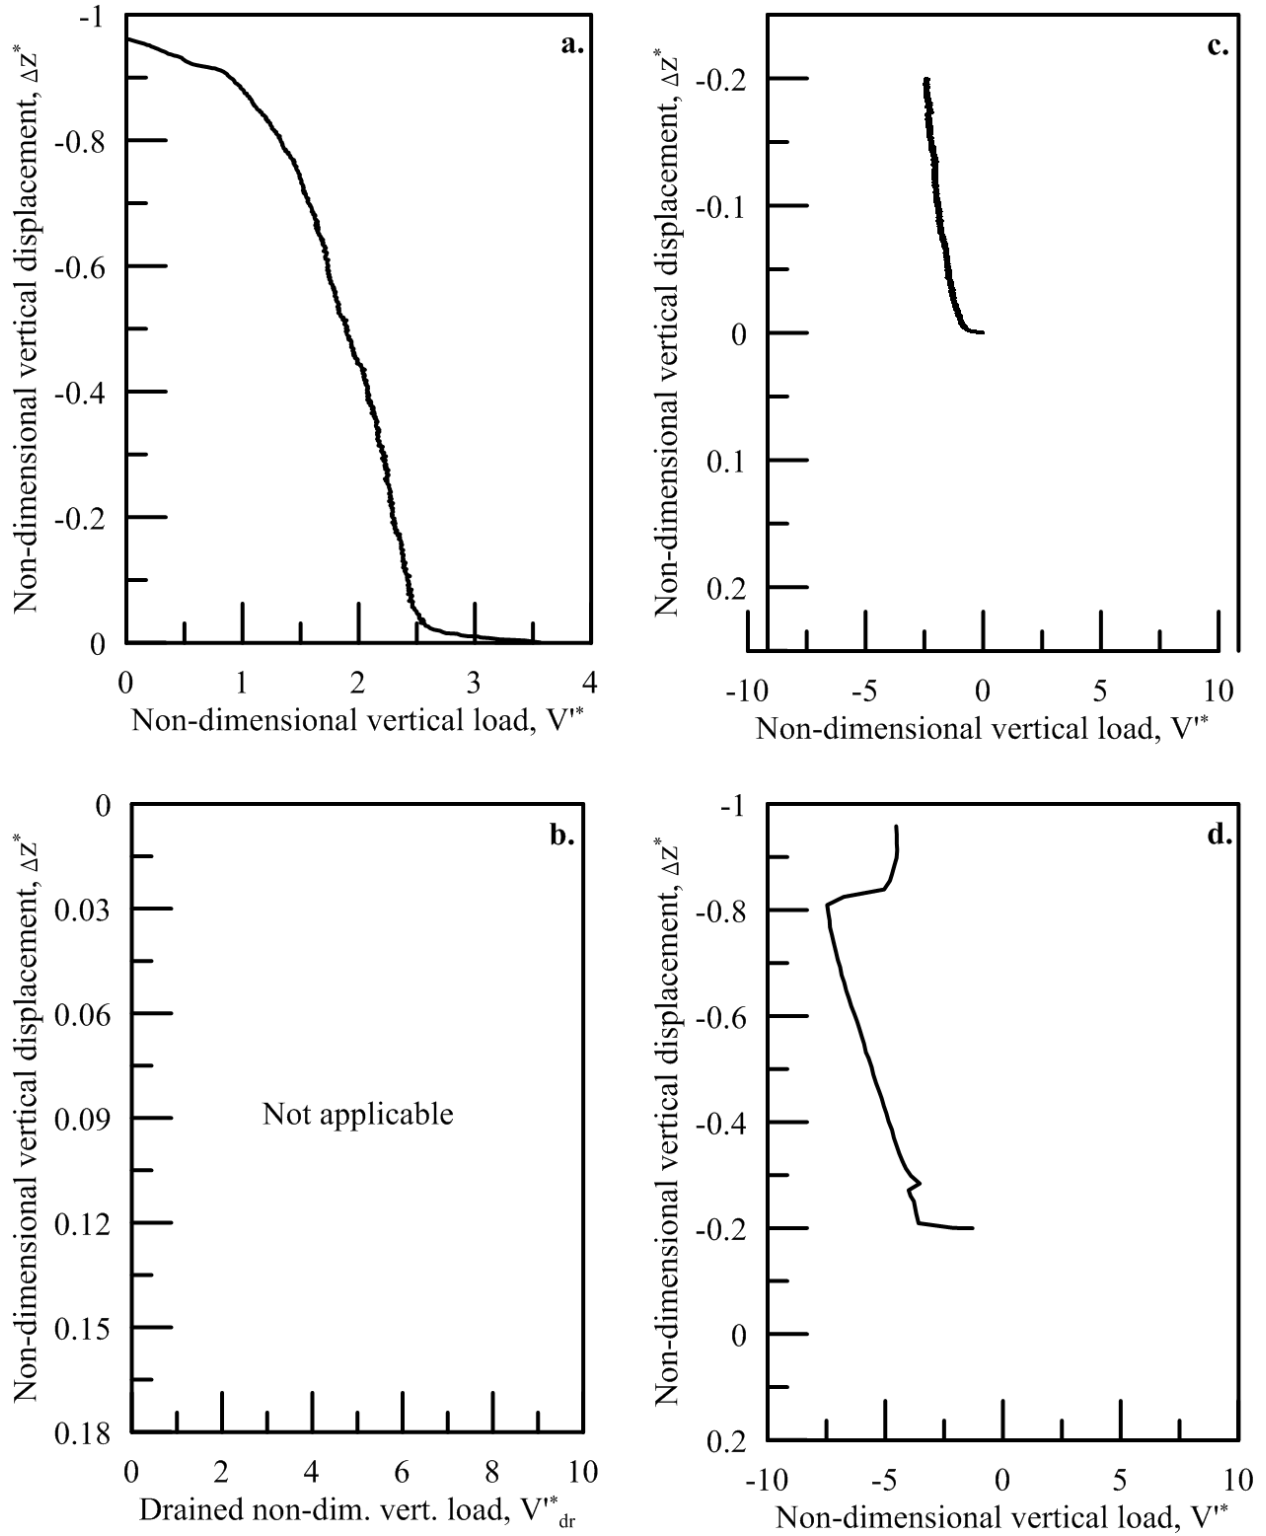 Non-dimensional vertical displacement, Δz*
-1
-0.8
-0.6
-0.4
-0.2
0
a.
0 1 2 3 4
Non-dimensional vertical load, V'*
Non-dimensional vertical displacement, Δz*
-0.2
-0.1
0
0.1
0.2
c.
-10 -5 0 5 10
Non-dimensional vertical load, V'*
Non-dimensional vertical displacement, Δz*
0
0.03
0.06
0.09
0.12
0.15
0.18
b.
Not applicable
0 2 4 6 8 10
Drained non-dim. vert. load, V'*dr
Non-dimensional vertical displacement, Δz*
-1
-0.8
-0.6
-0.4
-0.2
0
0.2
d.
-10 -5 0 5 10
Non-dimensional vertical load, V'*